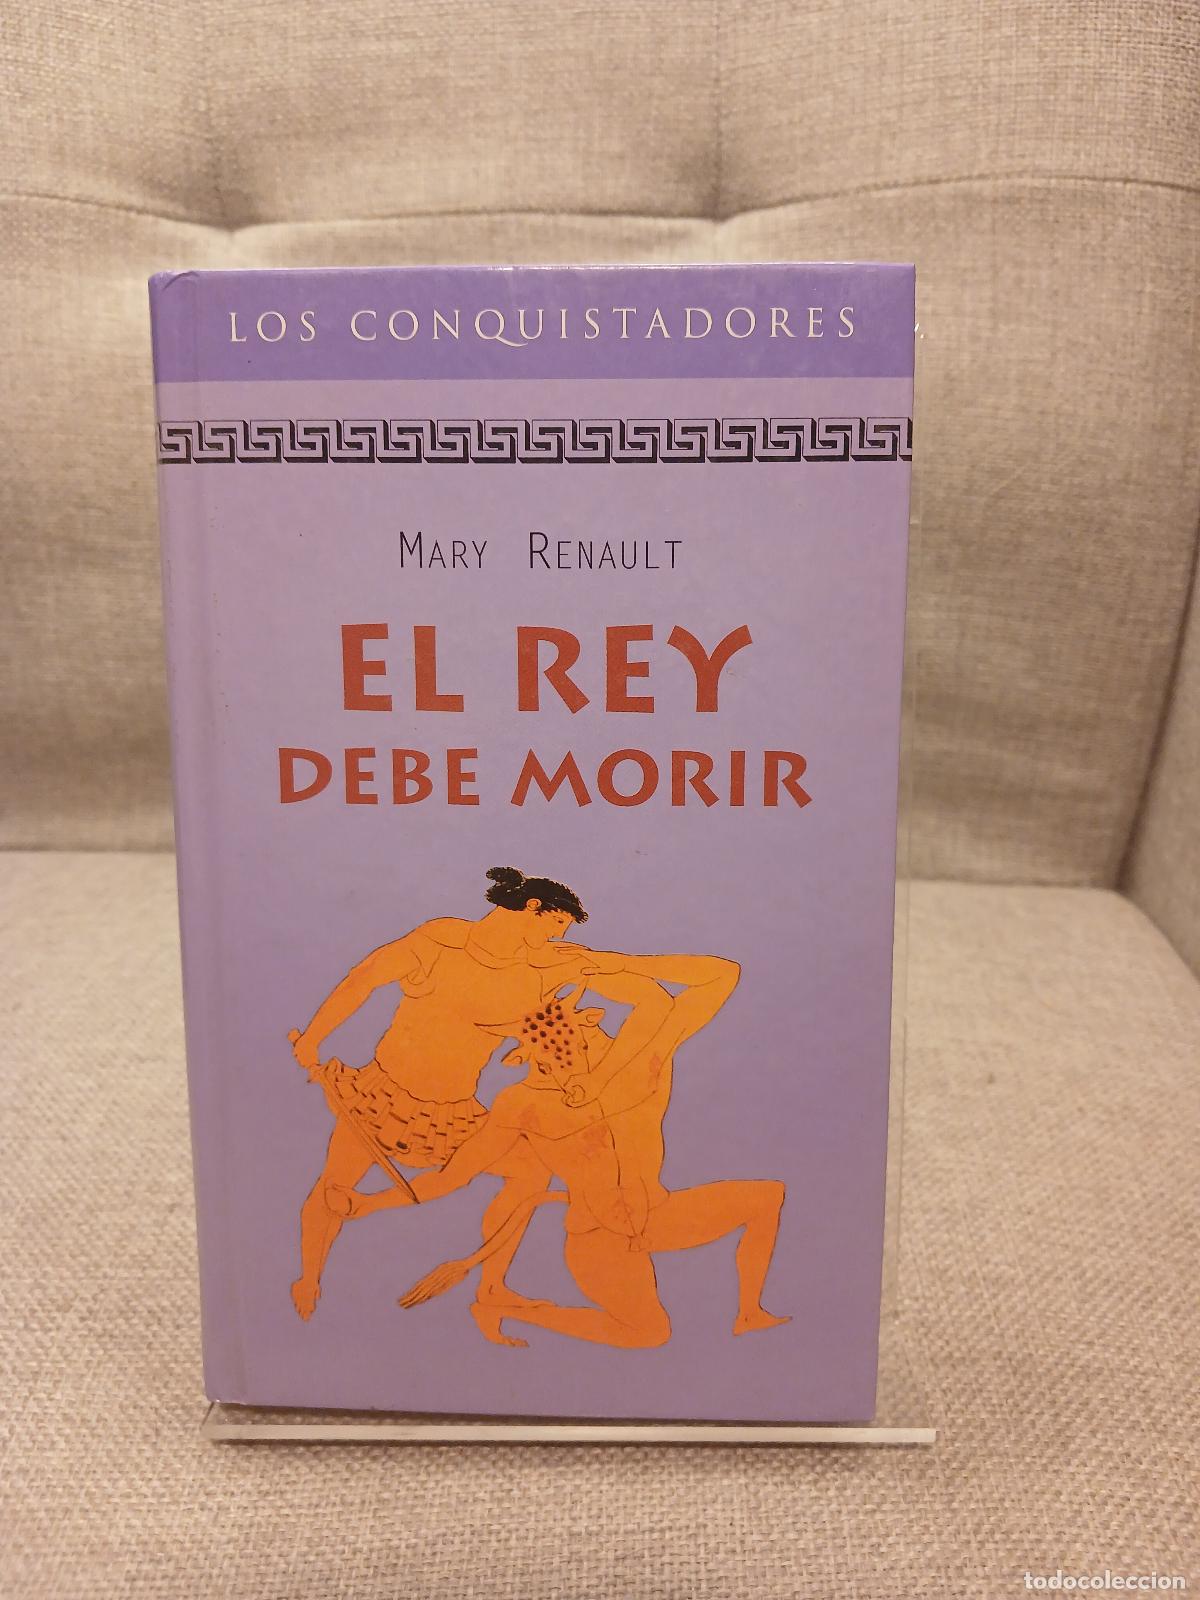 LOS CONQUISTADORES
MARY RENAULT
EL REY
DEBE MORIR
todocoleccion